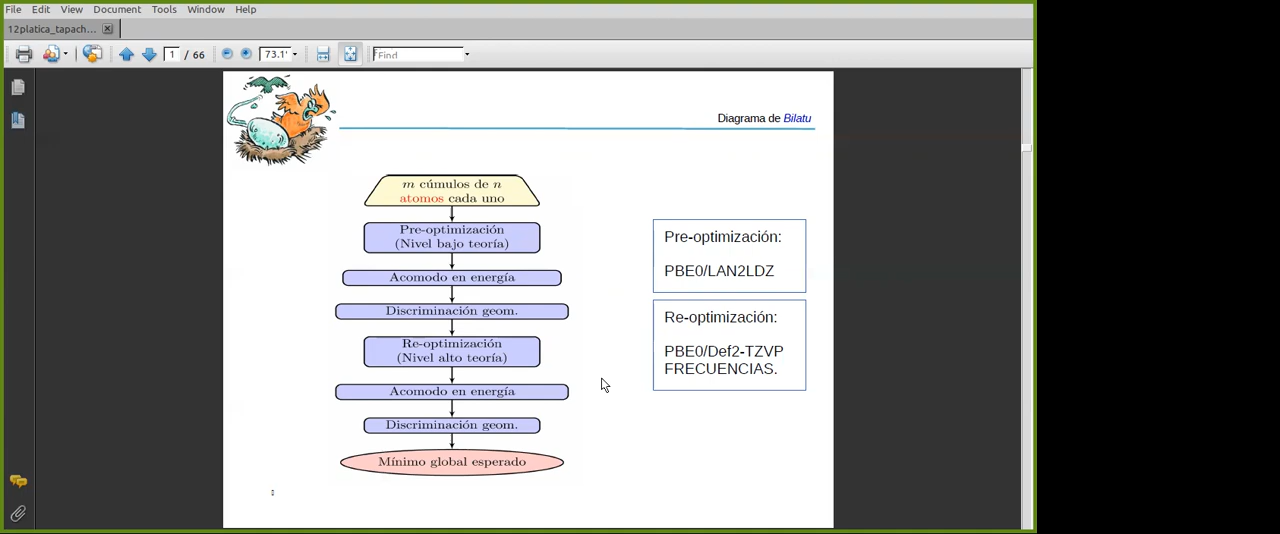 File Edit View Document Tools Window Help
12platica_tapach...
1 / 66 73.1% Find
Diagrama de Bilatu
m cúmulos de n
atomos cada uno
Pre-optimización
(Nivel bajo teoría)
Acomodo en energía
Discriminación geom.
Re-optimización
(Nivel alto teoría)
Acomodo en energía
Discriminación geom.
Mínimo global esperado
Pre-optimización:
PBE0/LAN2LDZ
Re-optimización:
PBE0/Def2-TZVP
FRECUENCIAS.